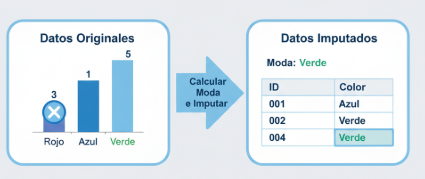 Datos Originales
5
1
3
Rojo
Azul
Verde
Calcular
Moda
e Imputar
Datos Imputados
Moda: Verde
ID Color
001 Azul
002 Verde
004 Verde